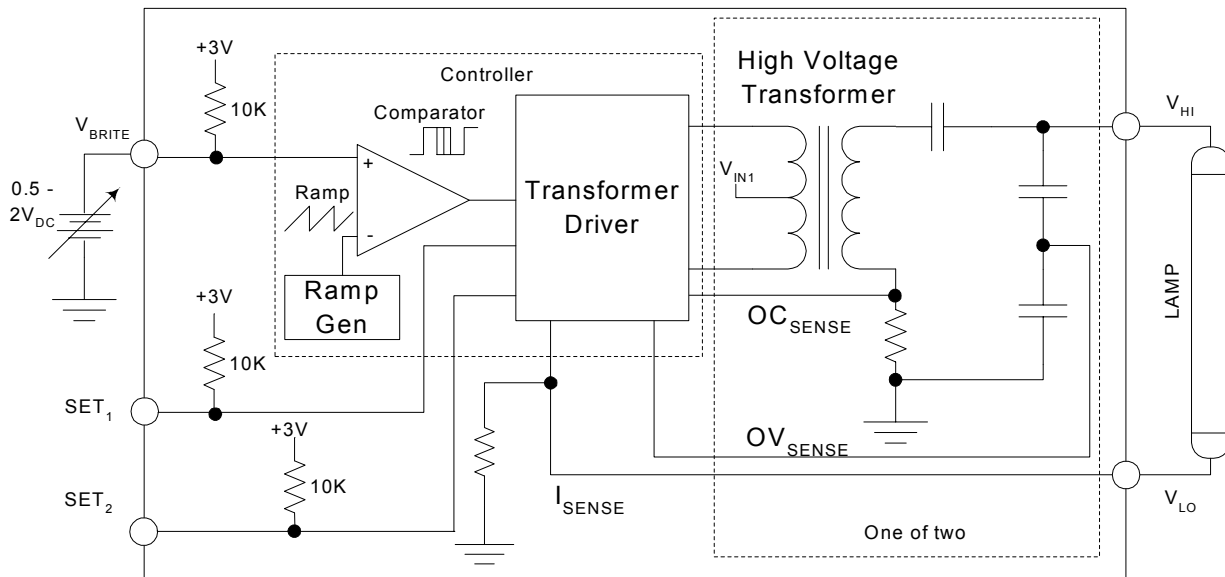 +3V
10K
V_BRITE
0.5 -
2V_DC
Controller
Comparator
+
Ramp
-
Ramp
Gen
Transformer
Driver
High Voltage
Transformer
V_IN1
V_HI
LAMP
OC_SENSE
+3V
10K
SET_1
+3V
10K
SET_2
OV_SENSE
I_SENSE
V_LO
One of two